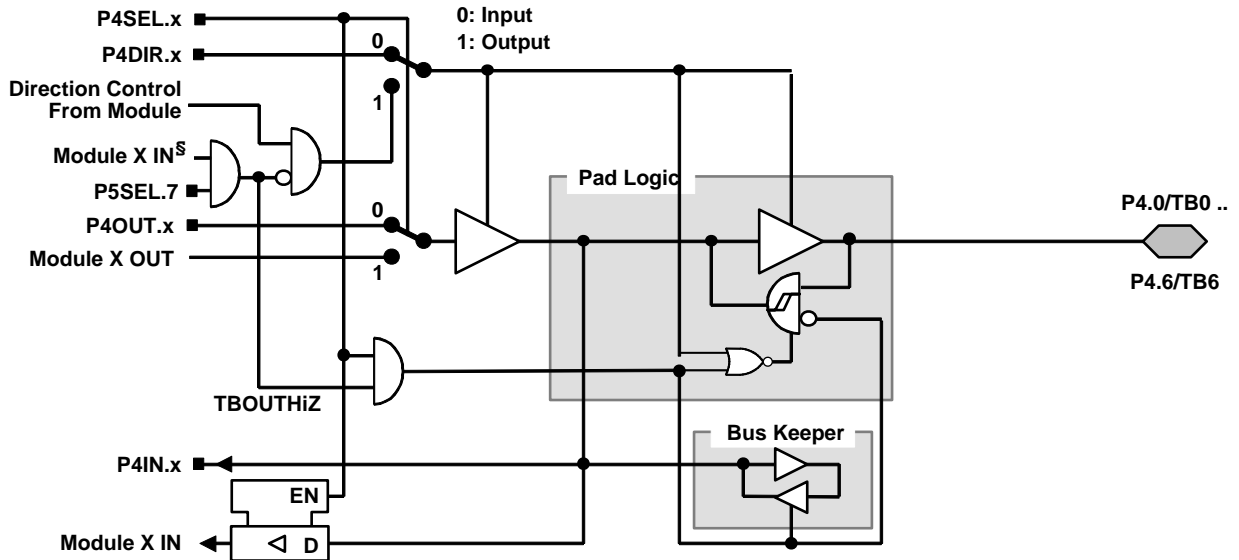 P4SEL.x
0: Input
1: Output
P4DIR.x
0
Direction Control
From Module
1
Module X IN§
P5SEL.7
Pad Logic
P4OUT.x
0
P4.0/TB0 ..
Module X OUT
1
P4.6/TB6
TBOUTHiZ
Bus Keeper
P4IN.x
EN
Module X IN
D